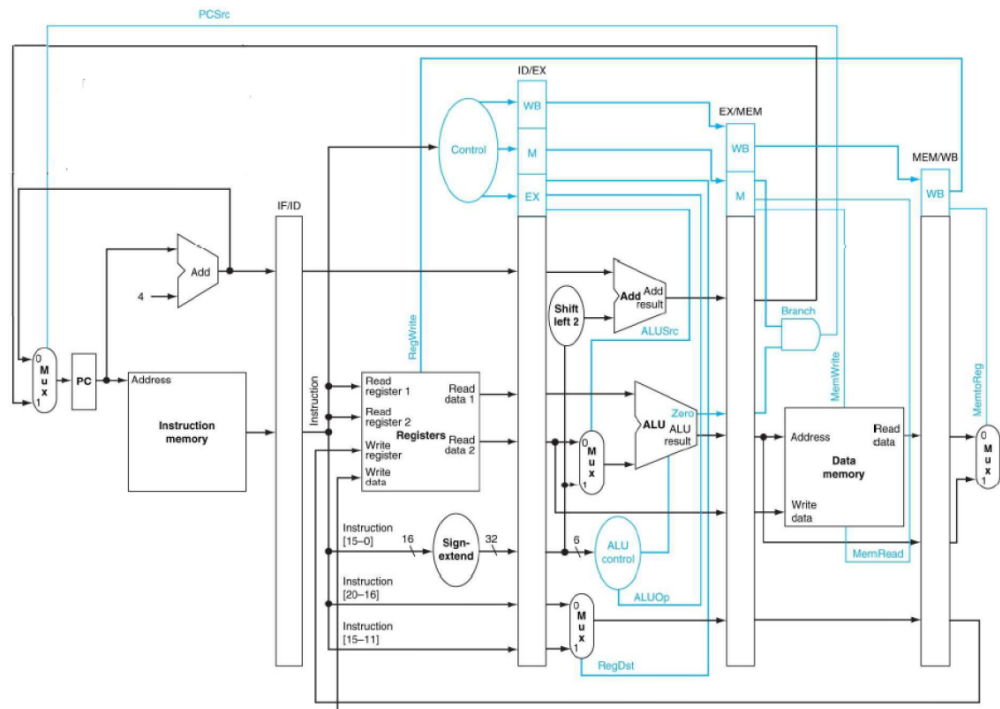 PCSrc
ID/EX
WB
EX/MEM
Control
M
WB
MEM/WB
EX
M
WB
IF/ID
Add
4
Shift
left 2
Add
Add
result
ALUSrc
Branch
RegWrite
MemWrite
MemtoReg
0
M
u
x
1
PC
Address
Instruction
memory
Instruction
Read
register 1
Read
register 2
Write
register
Write
data
Registers
Read
data 1
Read
data 2
0
M
u
x
1
ALU
Zero
ALU
result
Address
Write
data
Data
memory
Read
data
MemRead
0
M
u
x
1
Instruction
[15–0]
16
Sign-
extend
32
6
ALU
control
ALUOp
Instruction
[20–16]
Instruction
[15–11]
0
M
u
x
1
RegDst